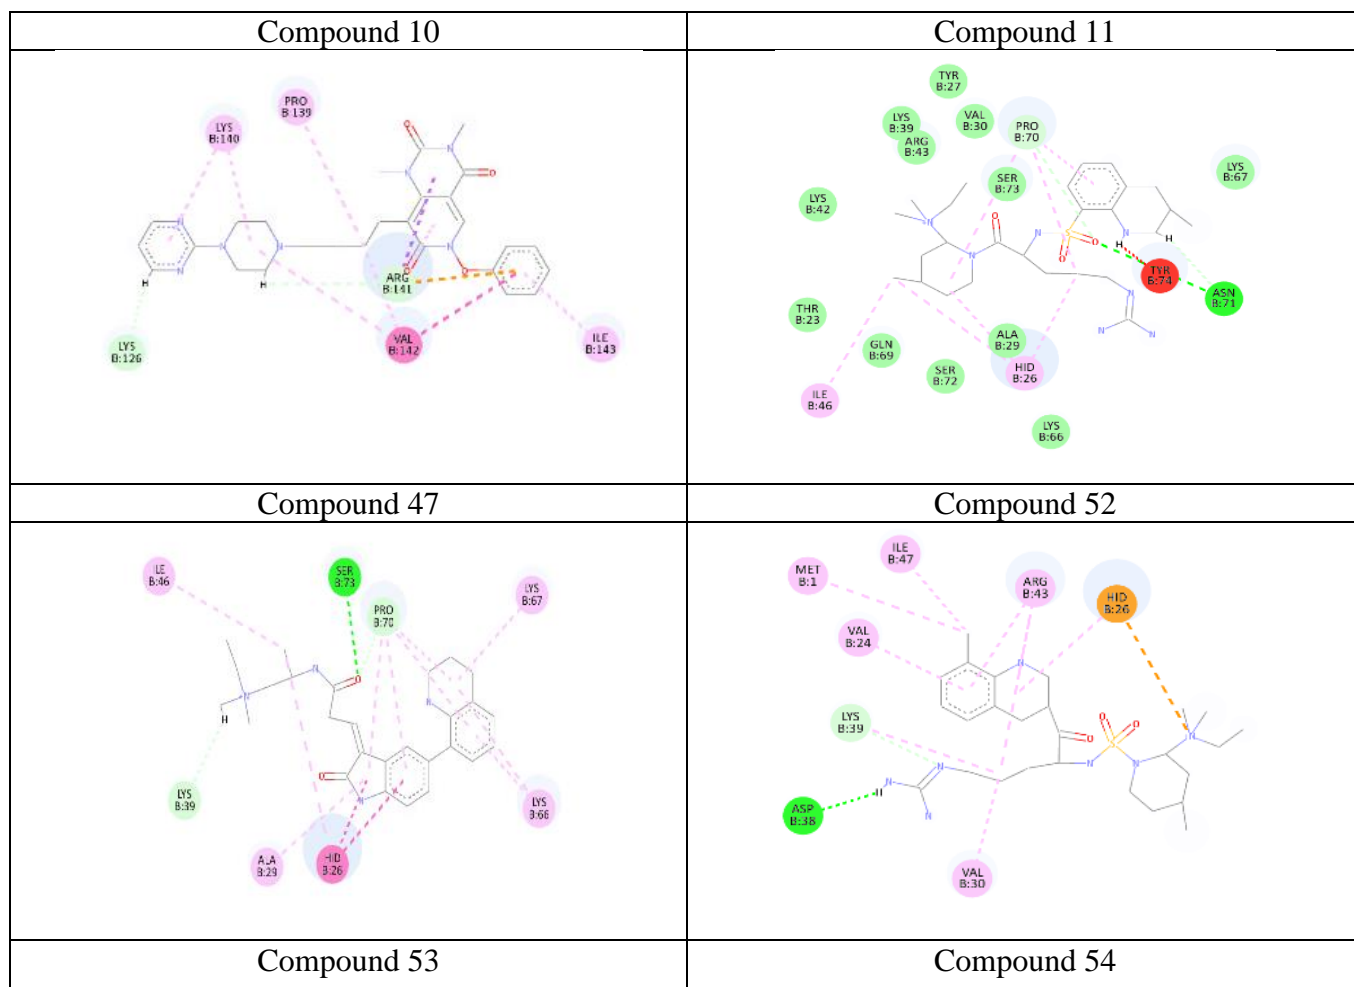 Compound 10
Compound 11
PRO
B:139
LYS
B:140
O
N
O
N
N
N
N
N
N
O
N
O
H
H
ARG
B:141
LYS
B:126
VAL
B:142
ILE
B:143
TYR
B:27
LYS
B:39
VAL
B:30
ARG
B:43
PRO
B:70
SER
B:73
LYS
B:67
LYS
B:42
N
O
N
N
S
O
O
N
H
H
TYR
B:74
ASN
B:71
N
N
N
THR
B:23
GLN
B:69
ALA
B:29
SER
B:72
HID
B:26
ILE
B:46
LYS
B:66
Compound 47
Compound 52
ILE
B:46
SER
B:73
PRO
B:70
LYS
B:67
N
N
O
H
N
O
N
LYS
B:39
LYS
B:66
ALA
B:29
HID
B:26
ILE
B:47
MET
B:1
ARG
B:43
HID
B:26
VAL
B:24
N
LYS
B:39
O
O
O
S
N
N
N
N
N
H
N
ASP
B:38
VAL
B:30
Compound 53
Compound 54